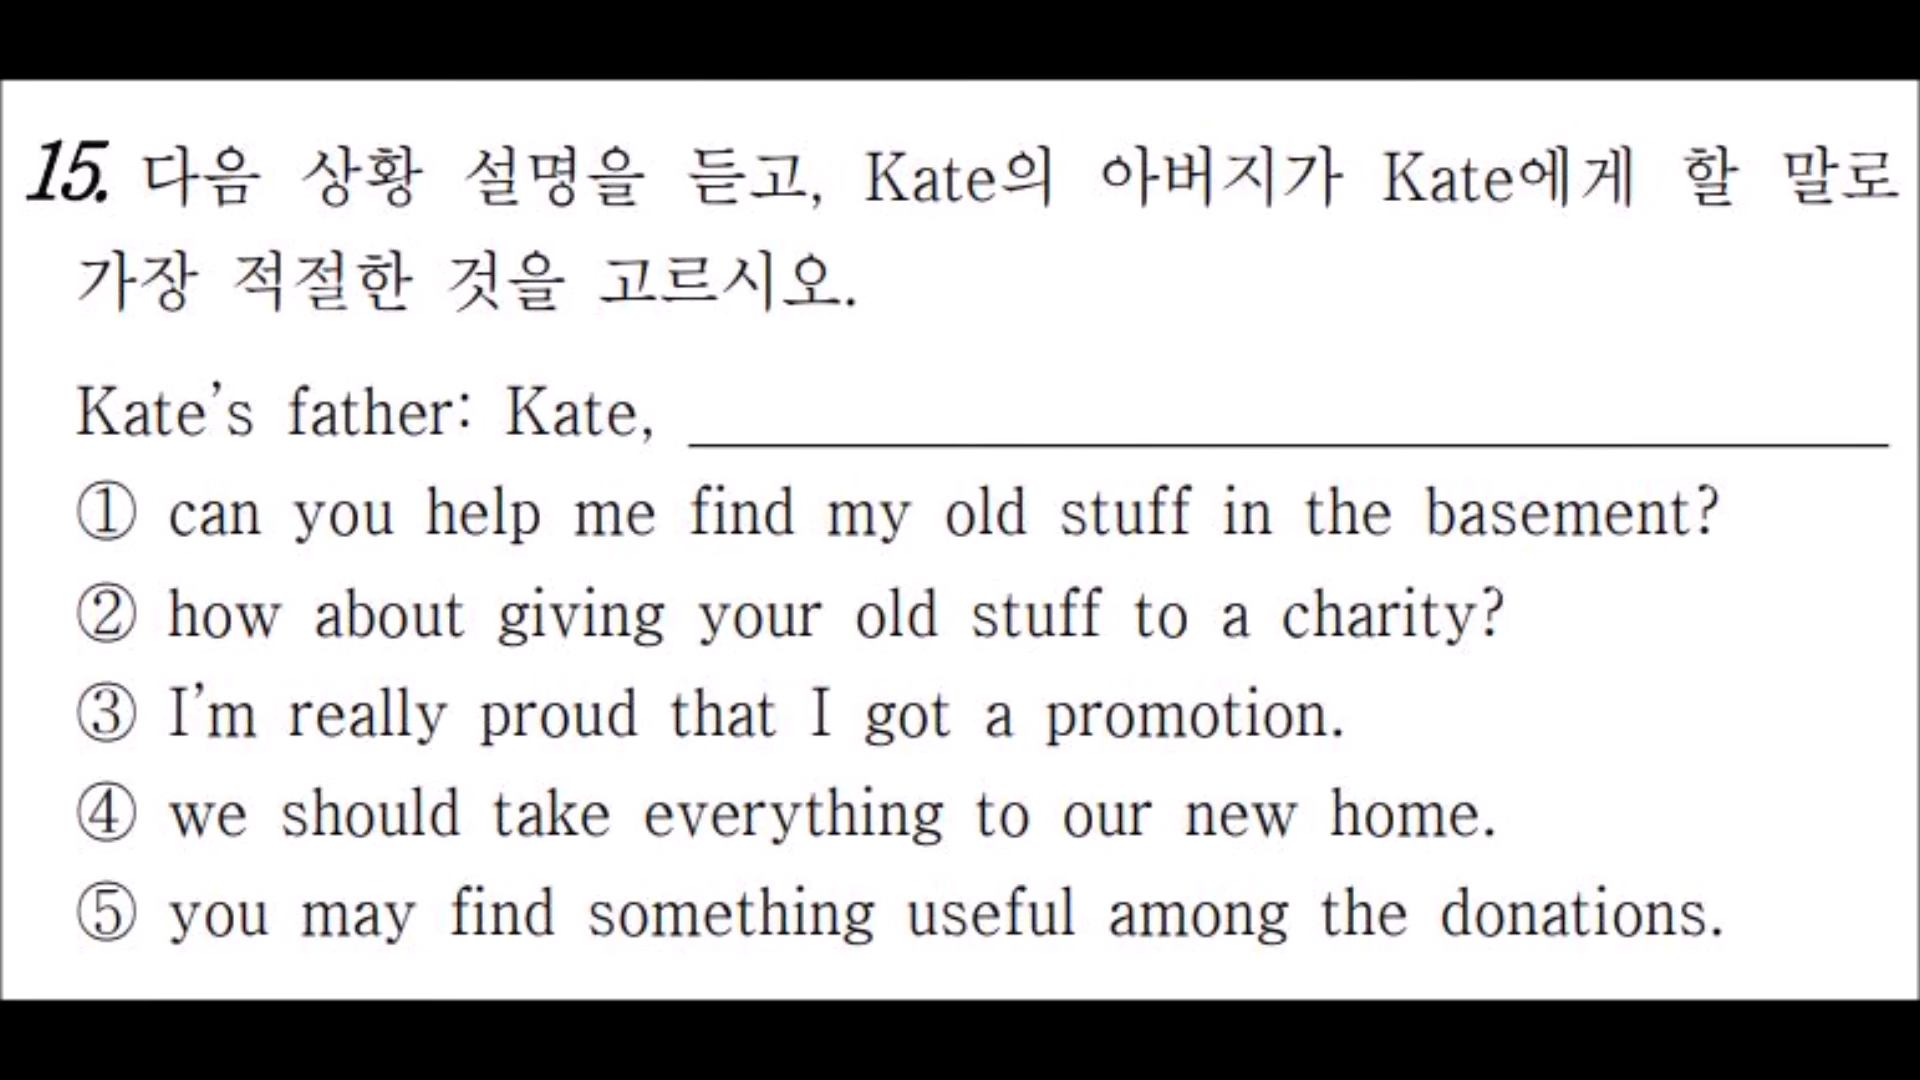 15. 다음 상황 설명을 듣고, Kate의 아버지가 Kate에게 할 말로
가장 적절한 것을 고르시오.
Kate's father: Kate, ____________________
① can you help me find my old stuff in the basement?
② how about giving your old stuff to a charity?
③ I'm really proud that I got a promotion.
④ we should take everything to our new home.
⑤ you may find something useful among the donations.